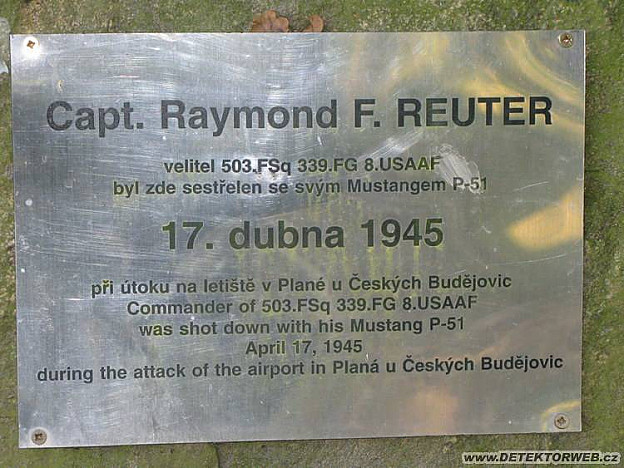 Capt. Raymond F. REUTER
velitel 503.FSq 339.FG 8.USAAF
byl zde sestřelen se svým Mustangem P-51
17. dubna 1945
při útoku na letiště v Plané u Českých Budějovic
Commander of 503.FSq 339.FG 8.USAAF
was shot down with his Mustang P-51
April 17, 1945
during the attack of the airport in Planá u Českých Budějovic
www.DETEKTORWEB.cz